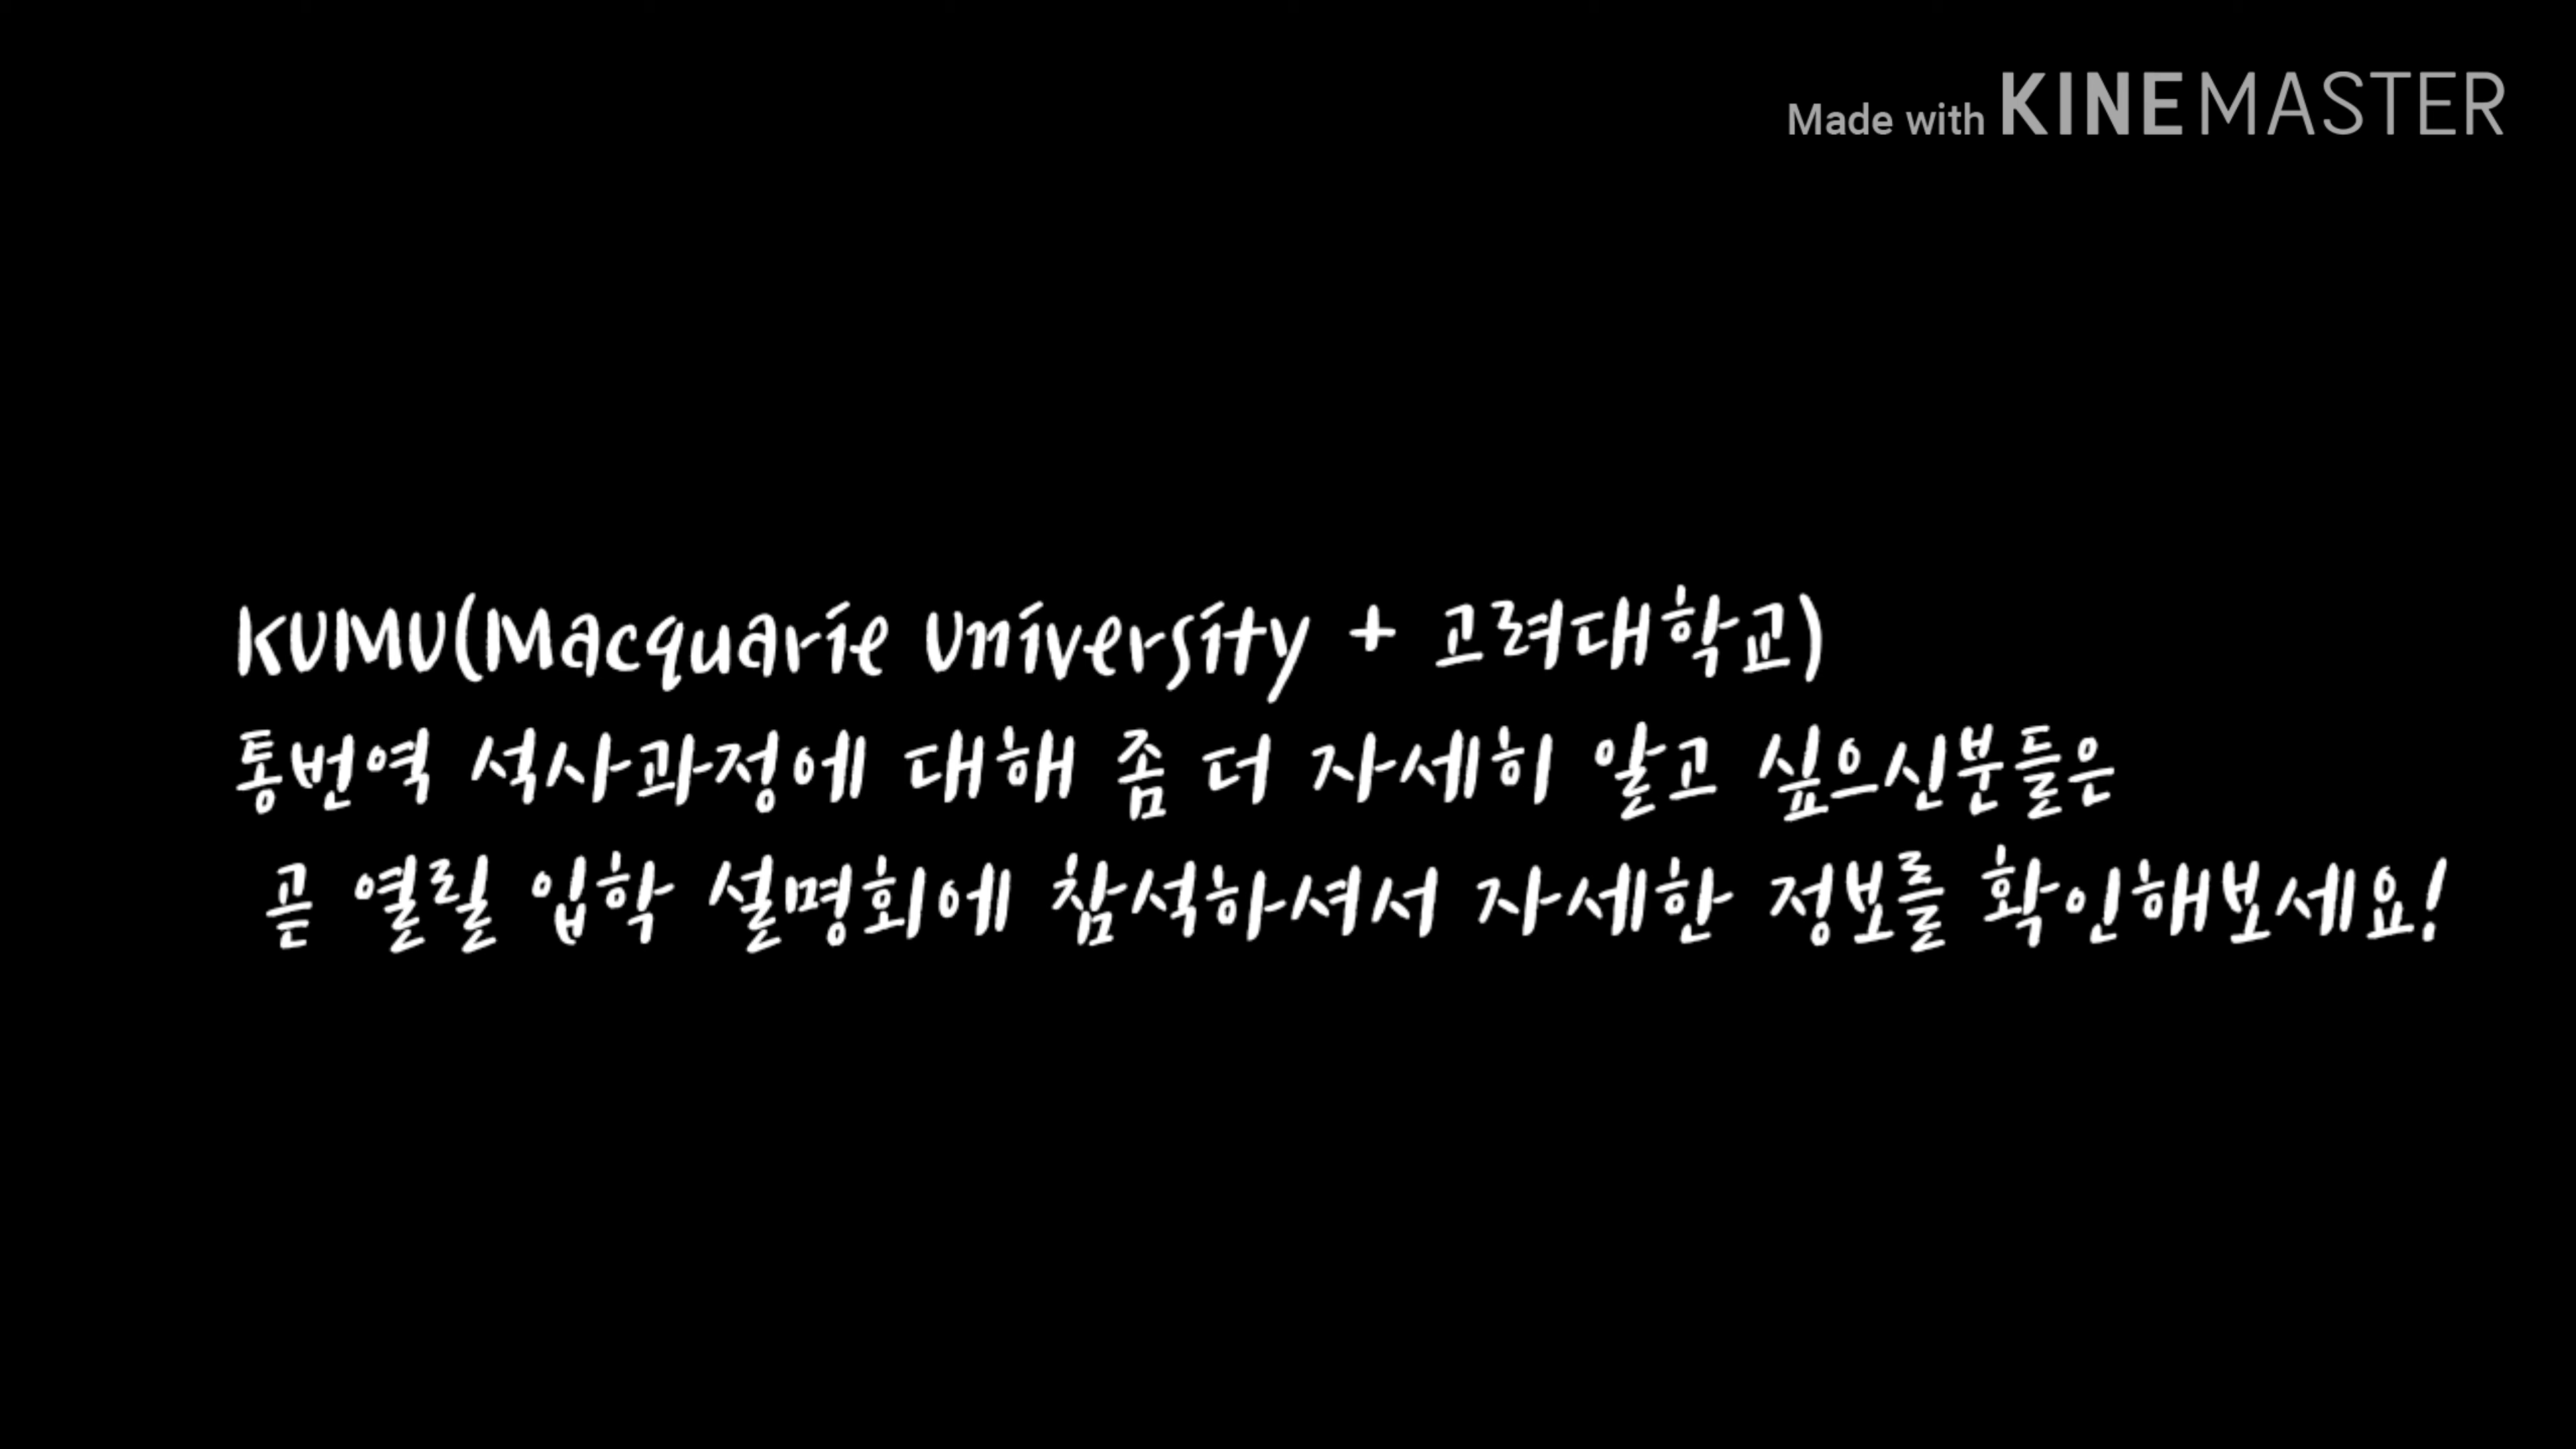 Made with KINEMASTER
KUMU(Macquarie University + 고려대학교)
통번역 석사과정에 대해 좀 더 자세히 알고 싶으신분들은
곧 열릴 입학 설명회에 참석하셔서 자세한 정보를 확인해보세요!